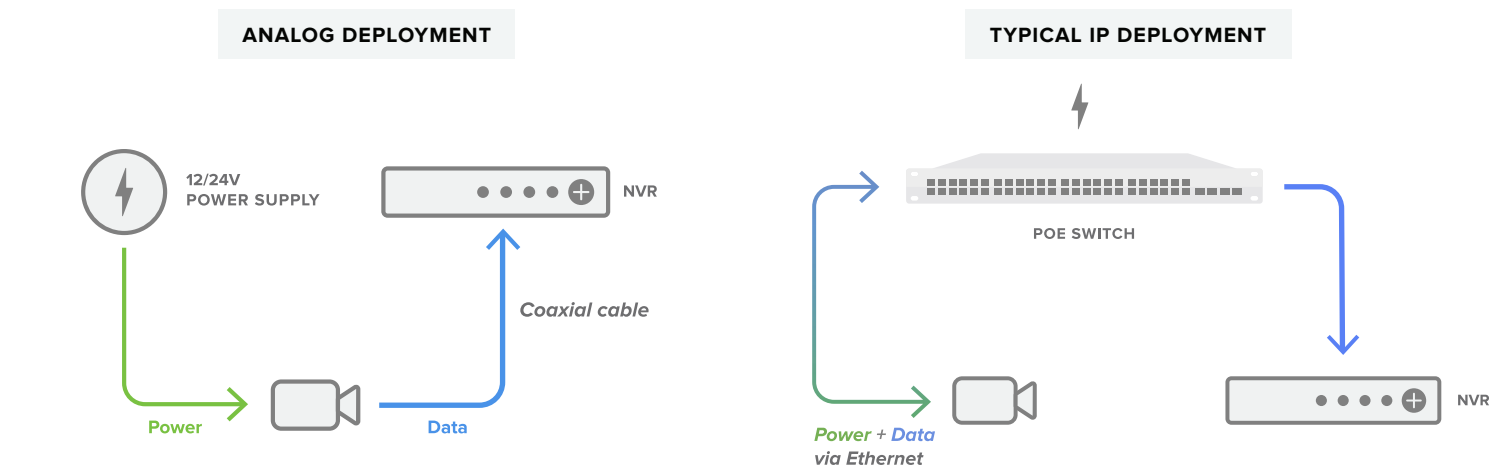 ANALOG DEPLOYMENT
12/24V
POWER SUPPLY
NVR
Coaxial cable
Power
Data
TYPICAL IP DEPLOYMENT
POE SWITCH
Power + Data
via Ethernet
NVR